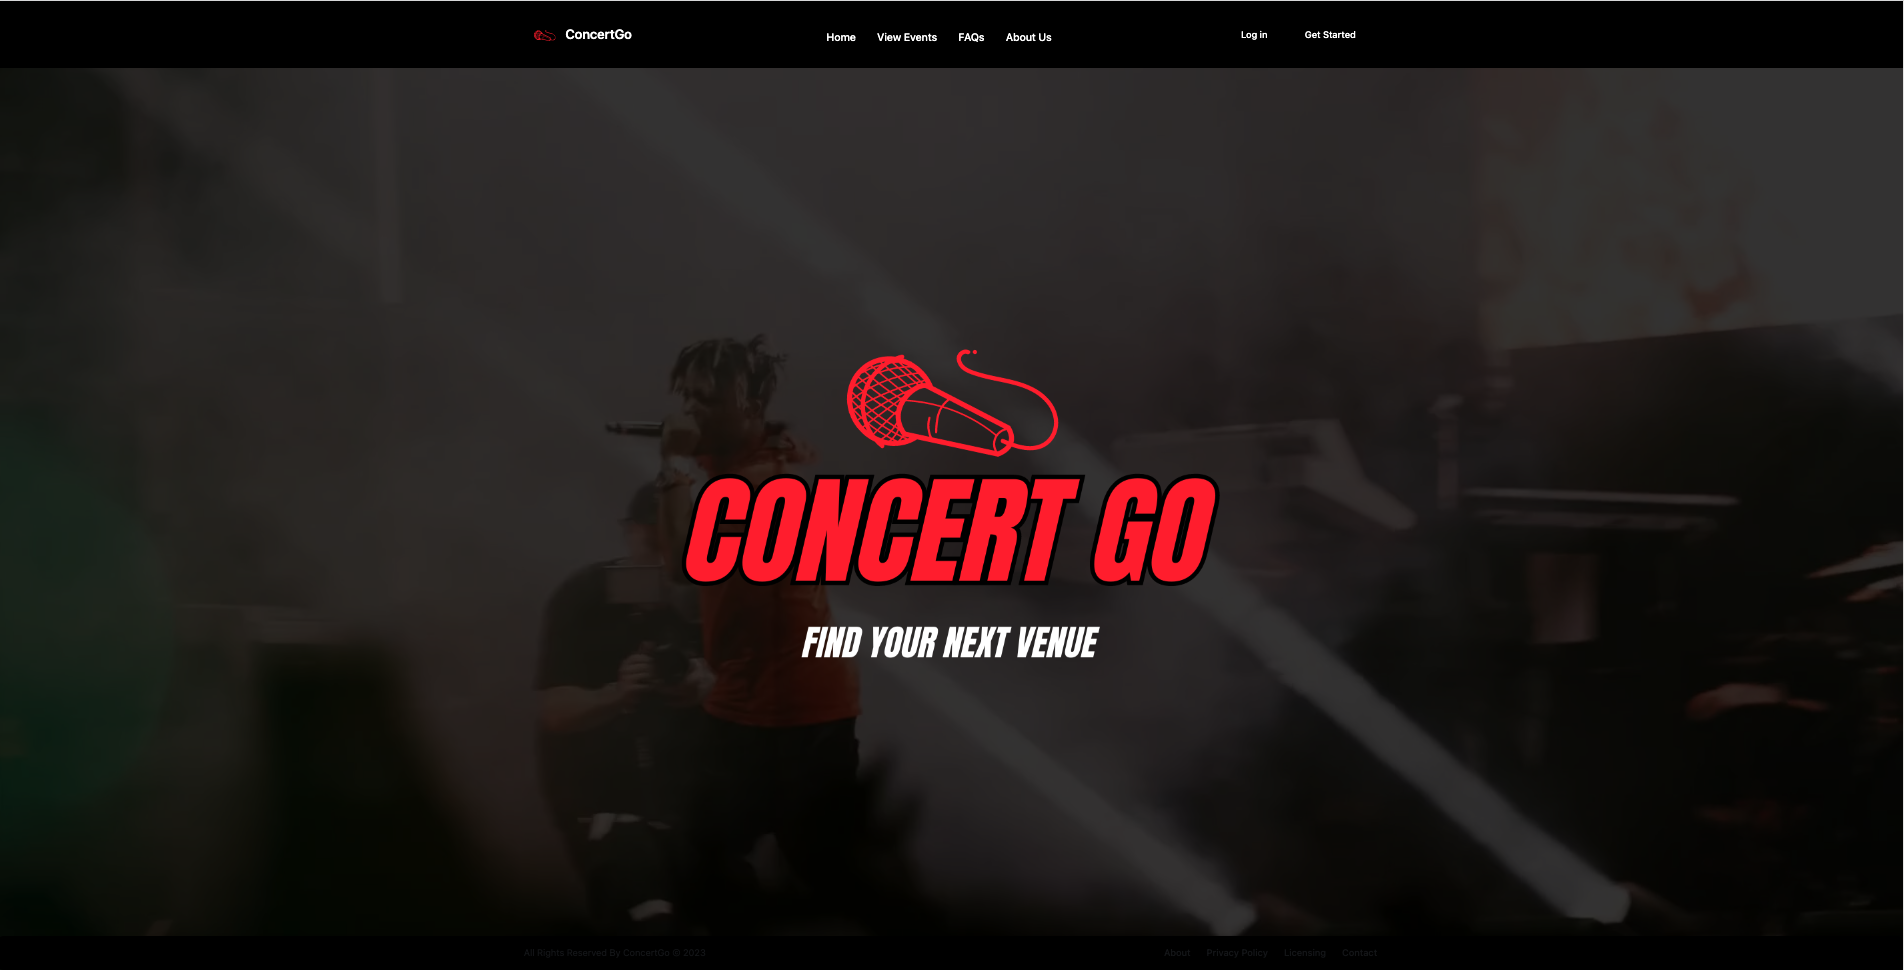 ConcertGo
Home View Events FAQs About Us
Log in Get Started
CONCERT GO
FIND YOUR NEXT VENUE
All Rights Reserved By ConcertGo © 2023
About Privacy Policy Licensing Contact